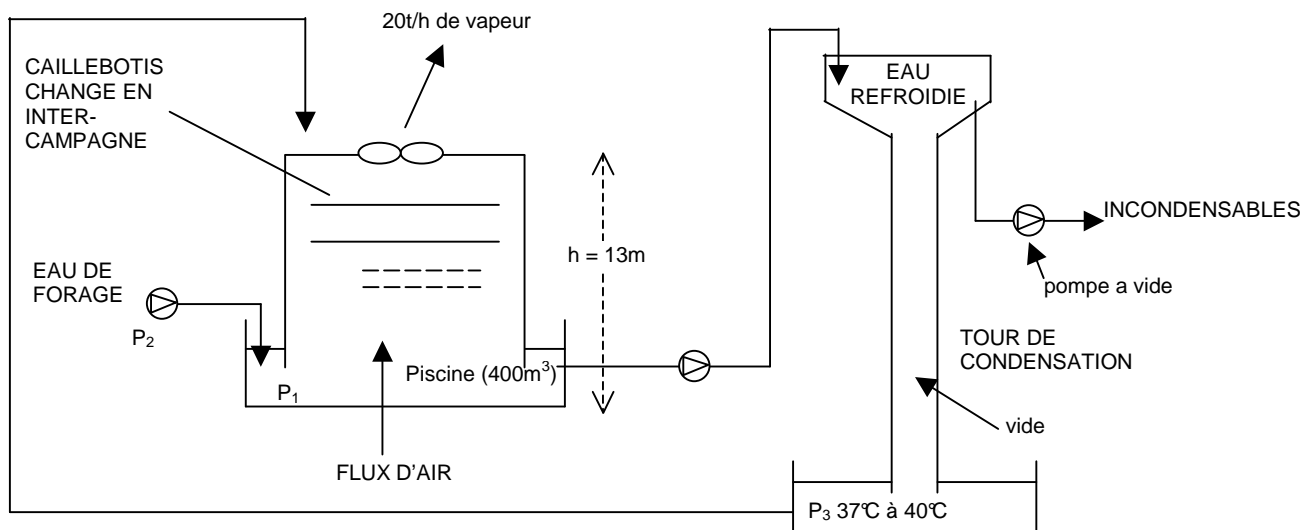 20t/h de vapeur
CAILLEBOTIS
CHANGE EN
INTER-
CAMPAGNE
EAU
REFROIDIE
INCONDENSABLES
h = 13m
EAU DE
FORAGE
pompe a vide
P₂
TOUR DE
CONDENSATION
Piscine (400m³)
P₁
vide
FLUX D'AIR
P₃ 37°C à 40°C